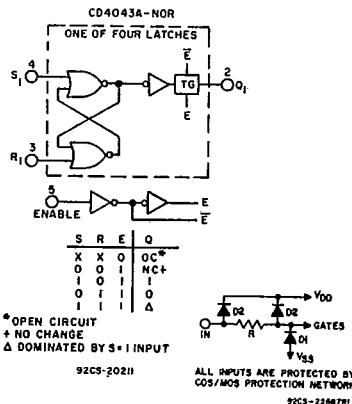 CD4043A-NOR
ONE OF FOUR LATCHES
4
S1
E
2
TG
Q1
E
3
R1
5
ENABLE
E
E
S R E Q
X X 0 OC*
0 0 1 NC+
1 0 1 1
0 1 1 0
1 1 1 Δ
* OPEN CIRCUIT
+ NO CHANGE
Δ DOMINATED BY S=1 INPUT
92CS-20211
VDD
D2
D2
IN
R
GATES
D1
VSS
ALL INPUTS ARE PROTECTED BY
COS/MOS PROTECTION NETWORK